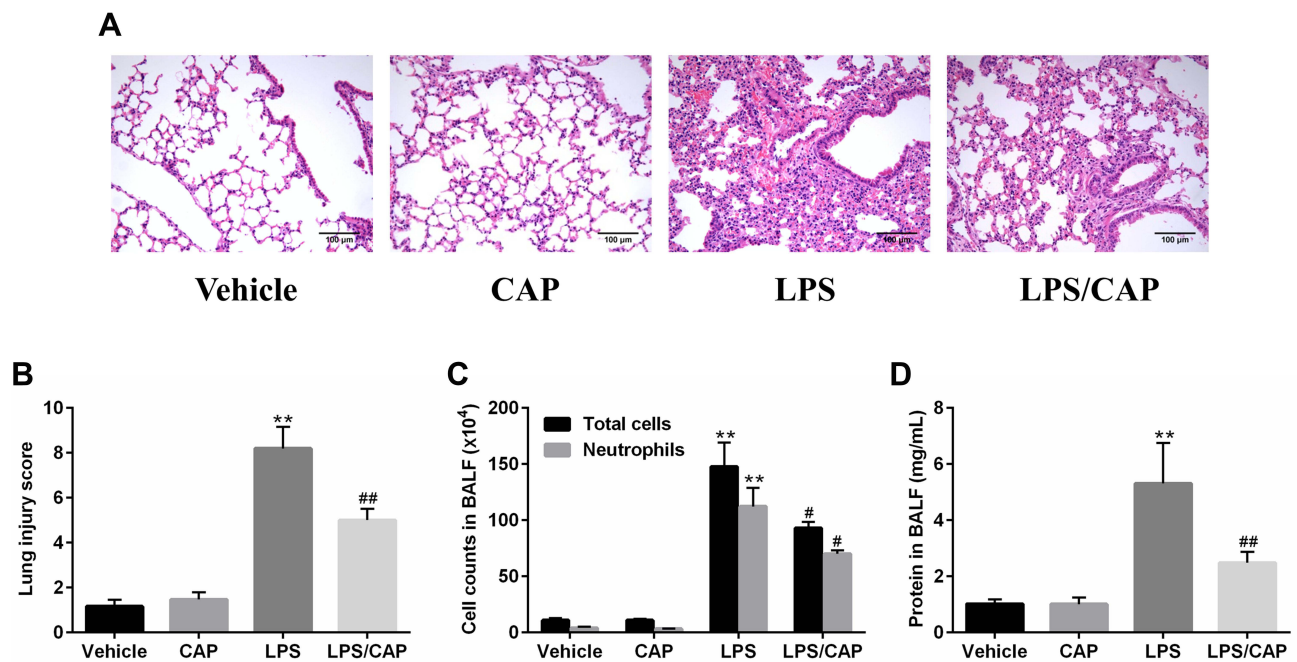 A
100 μm
100 μm
100 μm
100 μm
Vehicle
CAP
LPS
LPS/CAP
B
Lung injury score
10
8
6
4
2
0
**
##
Vehicle
CAP
LPS
LPS/CAP
C
Cell counts in BALF (x10⁴)
200
150
100
50
0
Total cells
Neutrophils
**
**
#
#
Vehicle
CAP
LPS
LPS/CAP
D
Protein in BALF (mg/mL)
8
6
4
2
0
**
##
Vehicle
CAP
LPS
LPS/CAP